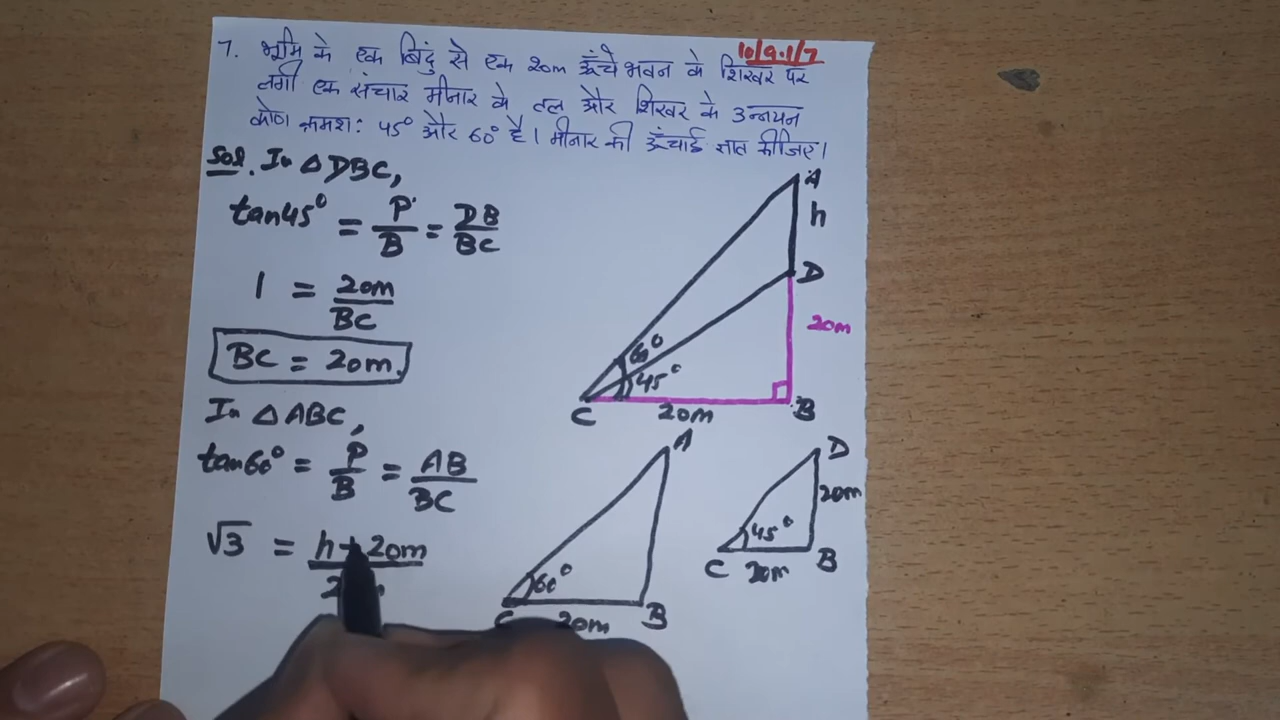 10/9.1/7
7. भूमि के एक बिंदु से एक 20m ऊँचे भवन के शिखर पर
लगी एक संचार मीनार के तल और शिखर के उन्नयन
कोण क्रमश: 45° और 60° है। मीनार की ऊँचाई ज्ञात कीजिए।
Sol. In △DBC,
tan45° = P/B = DB/BC
1 = 20m/BC
BC = 20m.
In △ABC,
tan60° = P/B = AB/BC
√3 = h+20m
A
h
D
20m
60°
45°
C
20m
B
A
60°
20m
B
D
20m
45°
C
20m
B